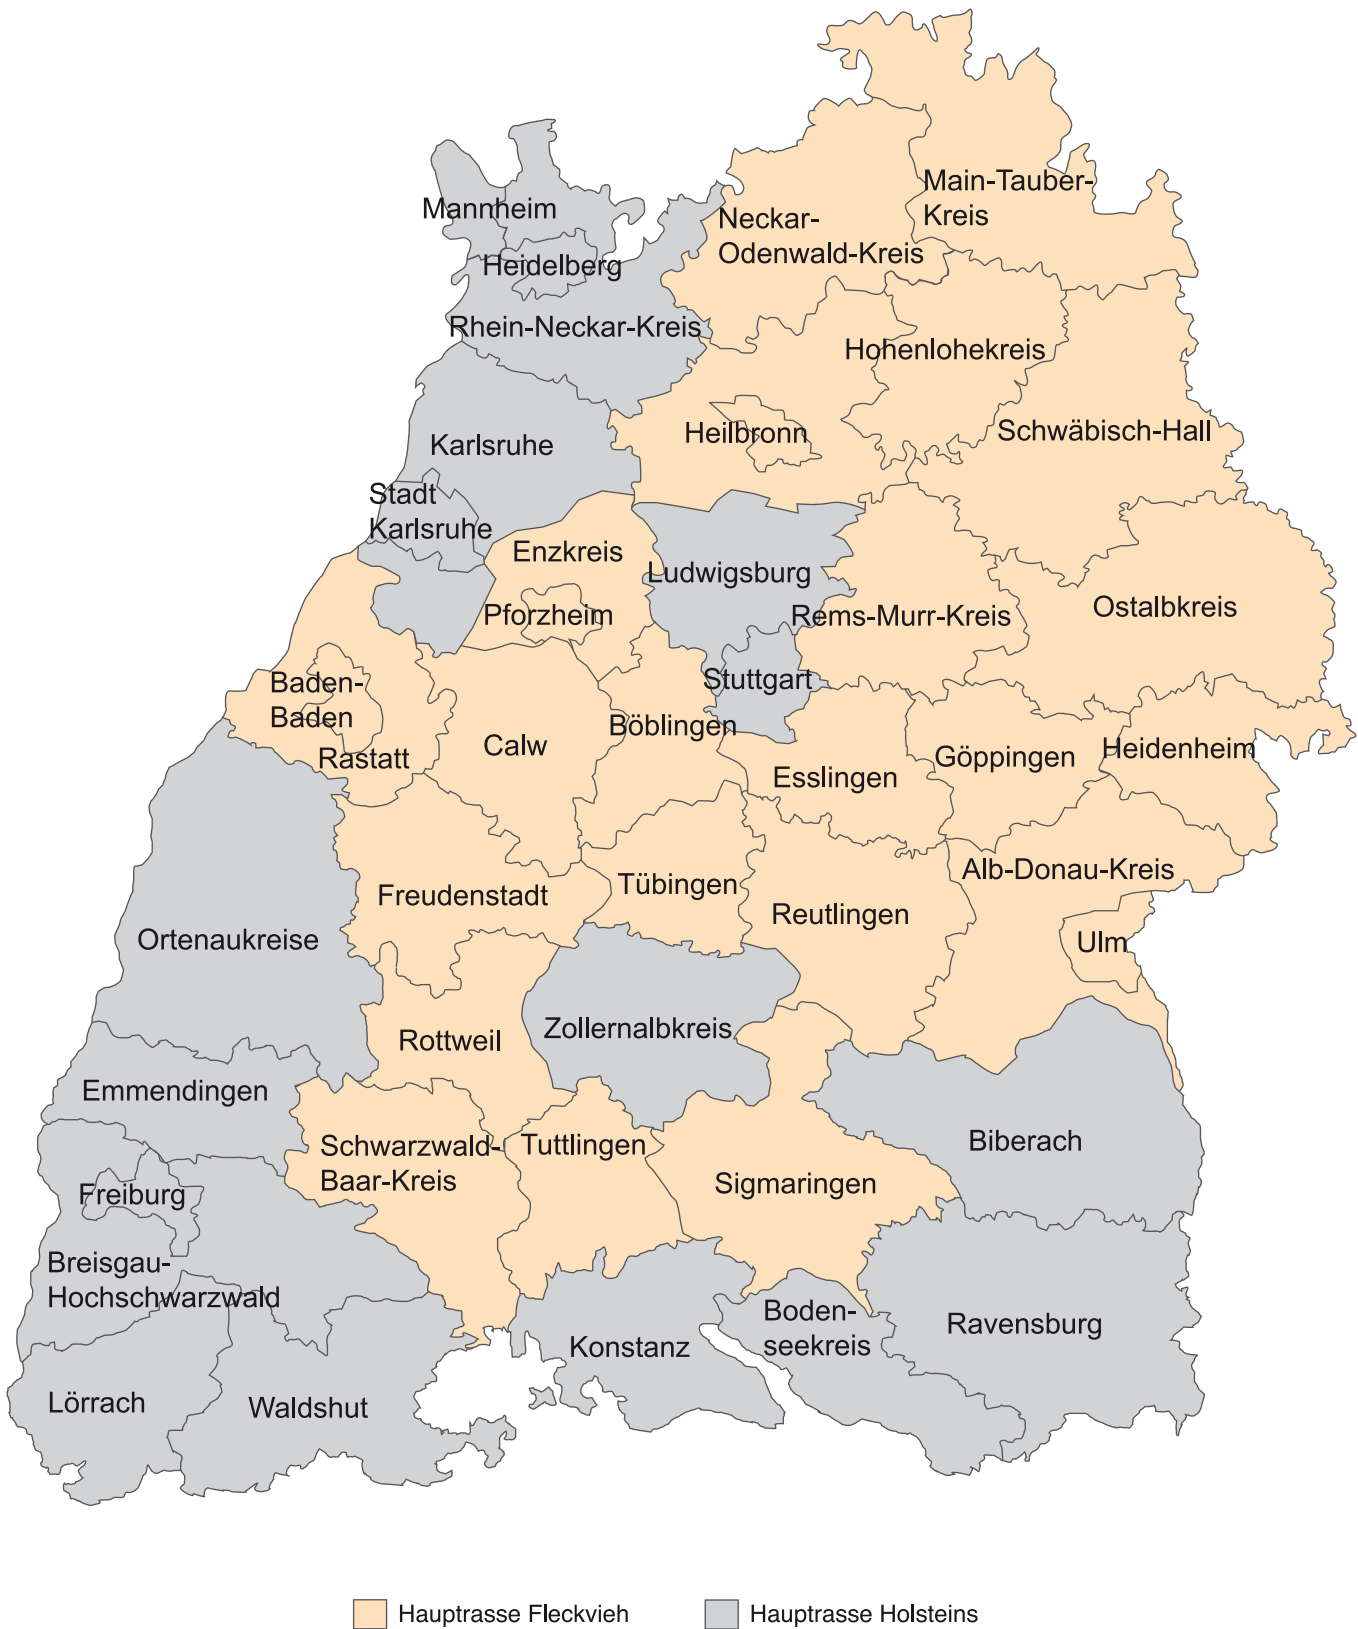 Main-Tauber-
Kreis
Mannheim
Neckar-
Odenwald-Kreis
Heidelberg
Rhein-Neckar-Kreis
Hohenlohekreis
Schwäbisch-Hall
Heilbronn
Karlsruhe
Stadt
Karlsruhe
Enzkreis
Ludwigsburg
Ostalbkreis
Pforzheim
Rems-Murr-Kreis
Stuttgart
Baden-
Baden
Böblingen
Calw
Rastatt
Heidenheim
Göppingen
Esslingen
Alb-Donau-Kreis
Tübingen
Freudenstadt
Reutlingen
Ortenaukreise
Ulm
Zollernalbkreis
Rottweil
Emmendingen
Biberach
Schwarzwald-
Baar-Kreis
Tuttlingen
Sigmaringen
Freiburg
Breisgau-
Hochschwarzwald
Boden-
seekreis
Ravensburg
Konstanz
Lörrach
Waldshut
Hauptrasse Fleckvieh
Hauptrasse Holsteins